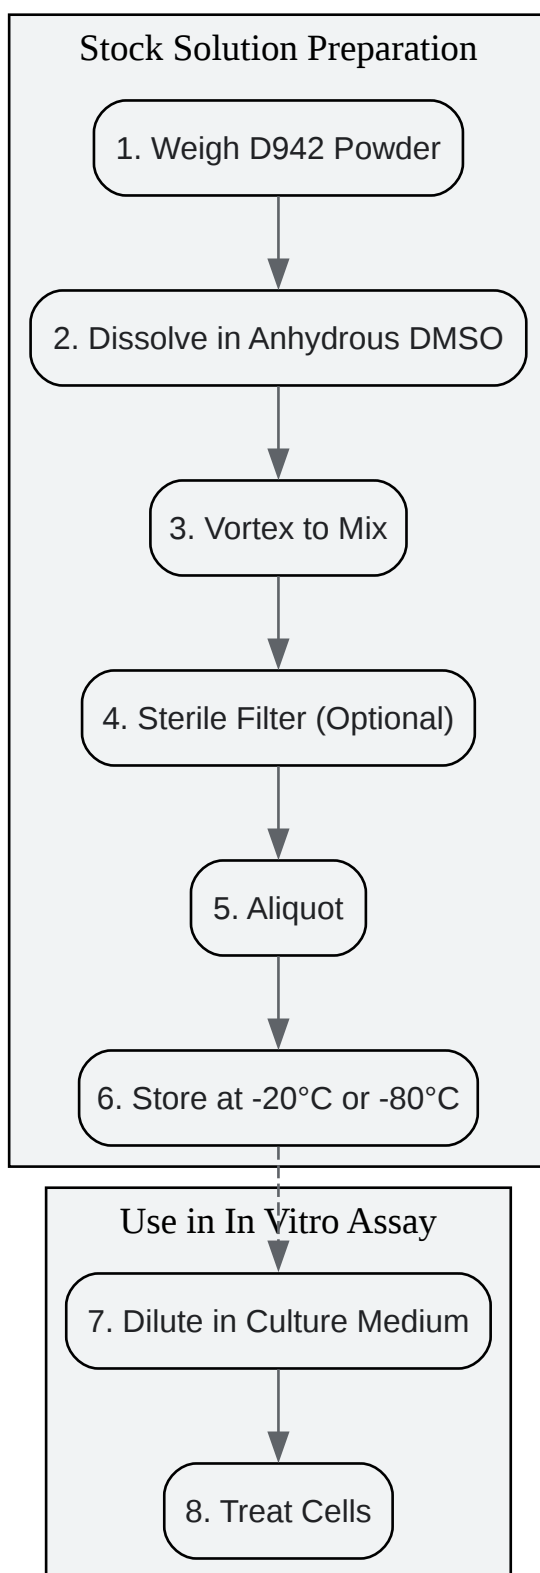 Stock Solution Preparation
1. Weigh D942 Powder
2. Dissolve in Anhydrous DMSO
3. Vortex to Mix
4. Sterile Filter (Optional)
5. Aliquot
6. Store at -20°C or -80°C
Use in In Vitro Assay
7. Dilute in Culture Medium
8. Treat Cells